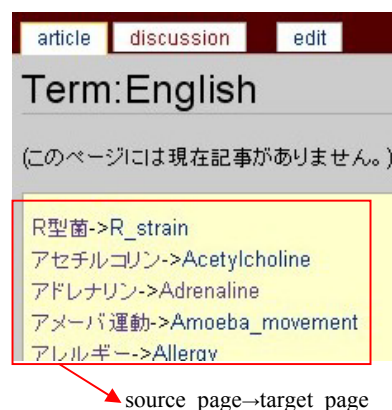 article discussion edit
Term:English
(このページには現在記事がありません。)
R型菌->R_strain
アセチルコリン->Acetylcholine
アドレナリン->Adrenaline
アメーバ運動->Amoeba_movement
アレルギー->Allergy
source page→target page